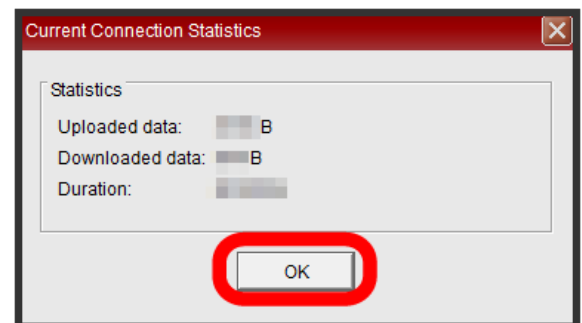 Current Connection Statistics
Statistics
Uploaded data: B
Downloaded data: B
Duration:
OK